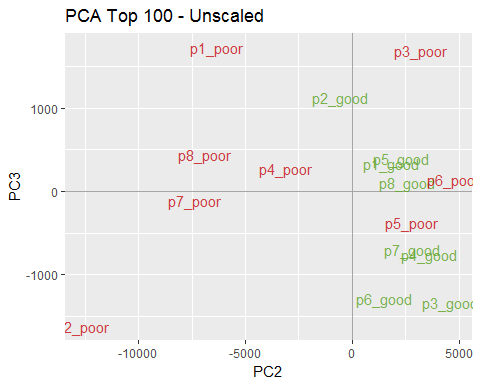 PCA Top 100 - Unscaled
p1_poor
p3_poor
p2_good
1000
p8_poor
p5_good
p1_good
p4_poor
p6_poo
p8_good
PC3
0
p7_poor
p5_poor
p7_good
p4_good
-1000
p6_good
p3_good
2_poor
-10000
-5000
0
5000
PC2